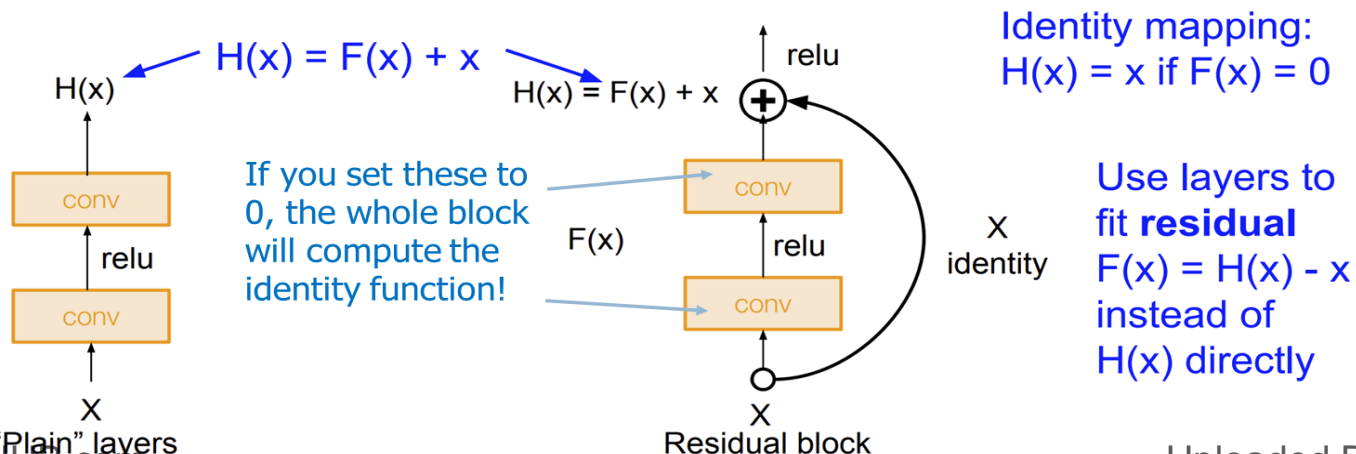 H(x) = F(x) + x
H(x)
conv
relu
conv
X
"Plain" layers
If you set these to
0, the whole block
will compute the
identity function!
relu
H(x) = F(x) + x
conv
F(x)
relu
conv
X
Residual block
X
identity
Identity mapping:
H(x) = x if F(x) = 0
Use layers to
fit residual
F(x) = H(x) - x
instead of
H(x) directly